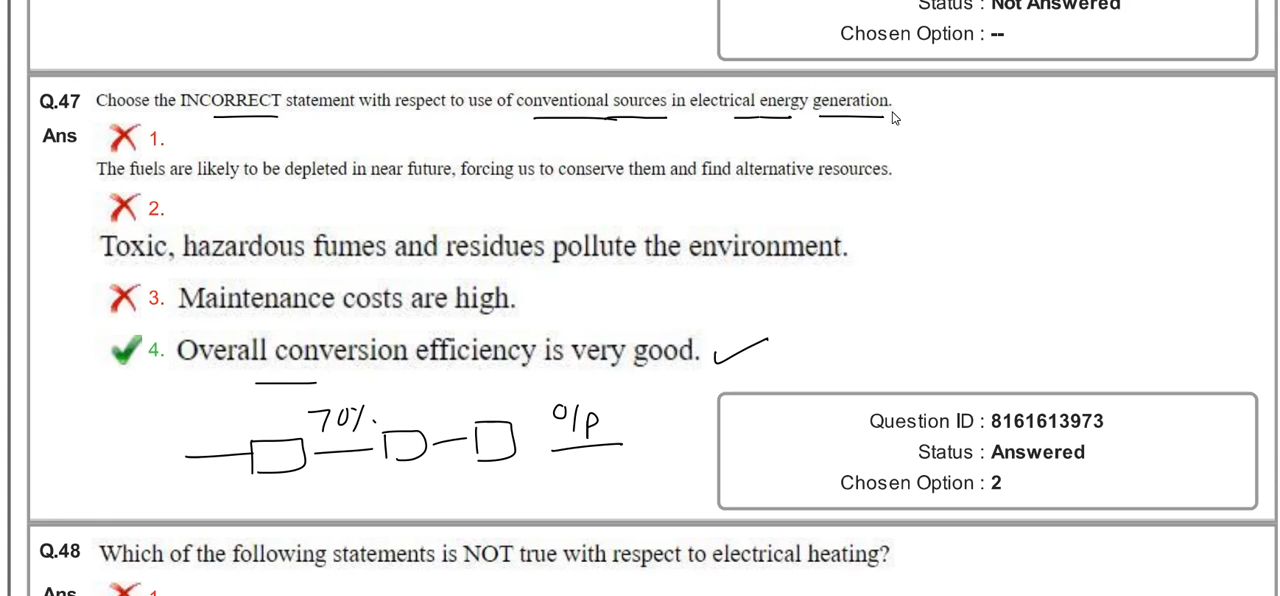 Status : Not Answered
Chosen Option : --
Q.47 Choose the INCORRECT statement with respect to use of conventional sources in electrical energy generation.
Ans 1.
The fuels are likely to be depleted in near future, forcing us to conserve them and find alternative resources.
2.
Toxic, hazardous fumes and residues pollute the environment.
3. Maintenance costs are high.
4. Overall conversion efficiency is very good.
70%.
O/P
Question ID : 8161613973
Status : Answered
Chosen Option : 2
Q.48 Which of the following statements is NOT true with respect to electrical heating?
Ans 1.